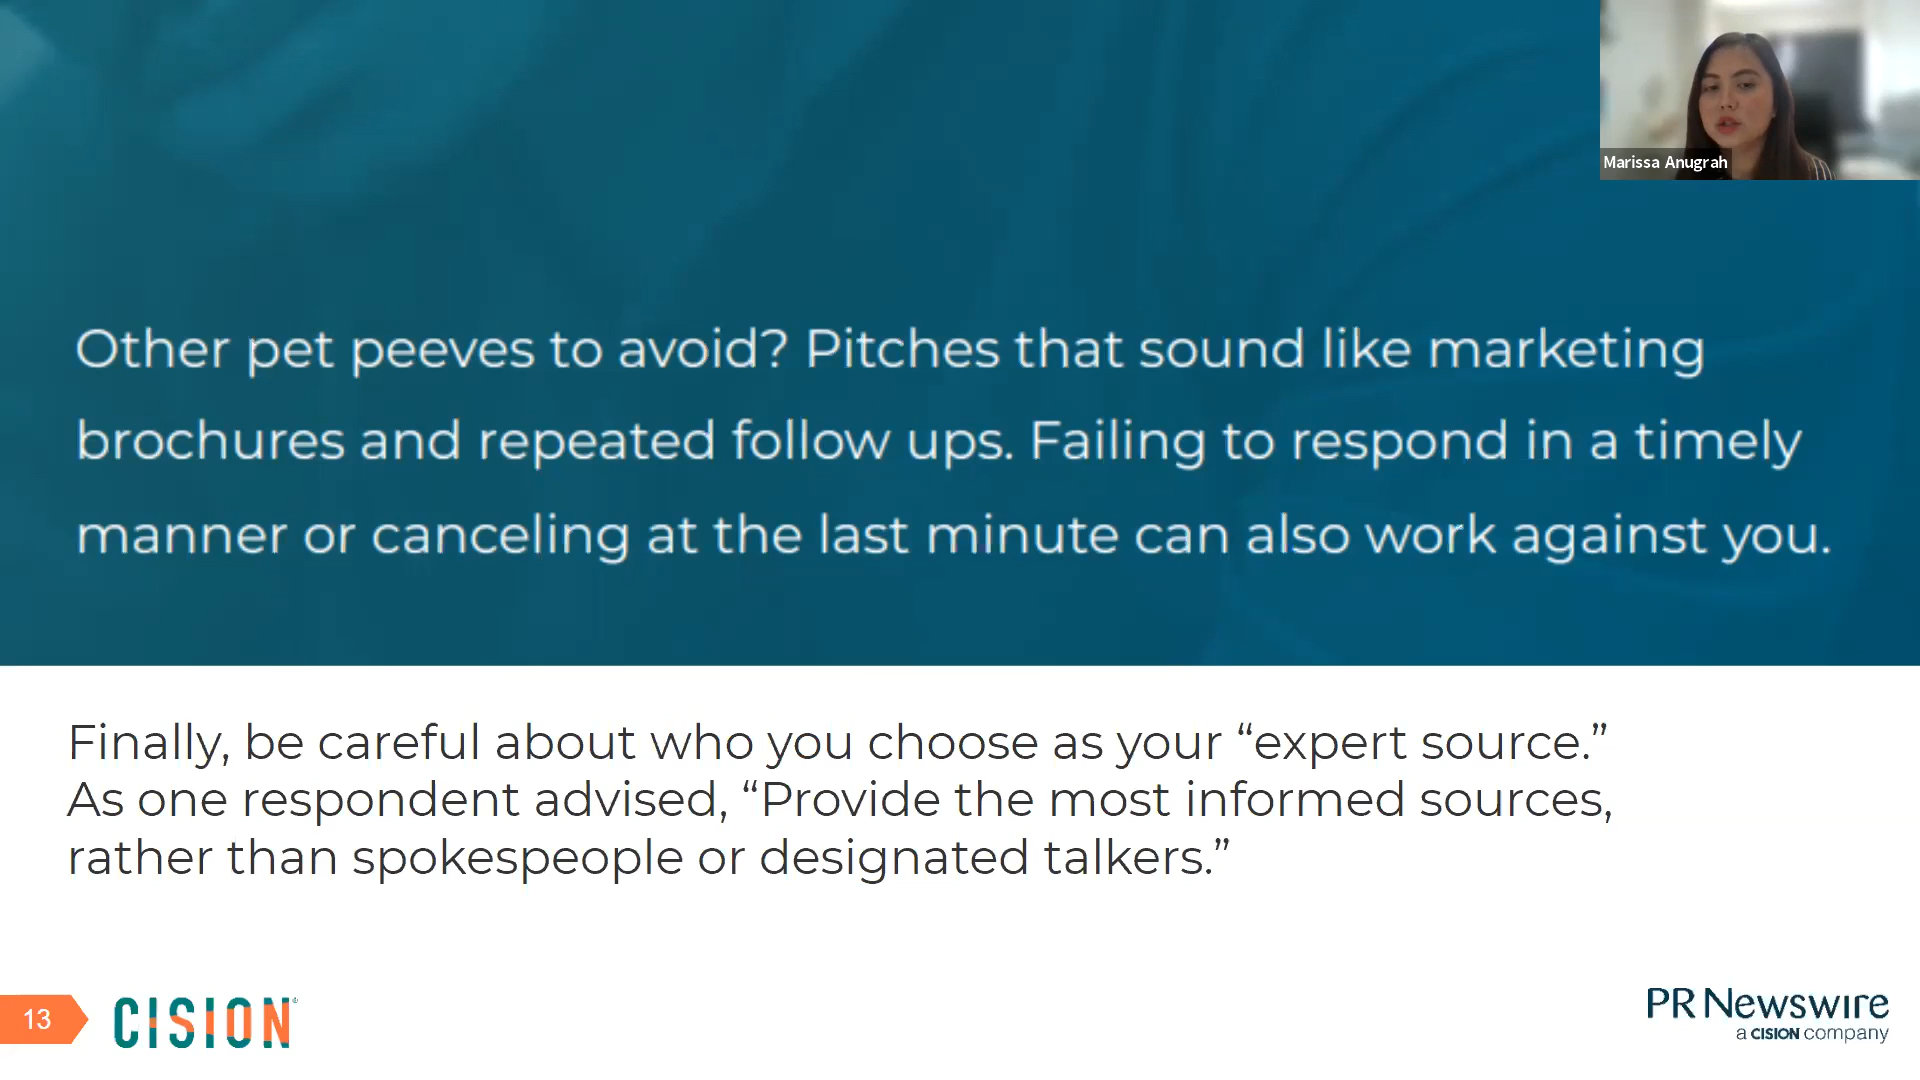 Marissa Anugrah
Other pet peeves to avoid? Pitches that sound like marketing
brochures and repeated follow ups. Failing to respond in a timely
manner or canceling at the last minute can also work against you.
Finally, be careful about who you choose as your “expert source.”
As one respondent advised, “Provide the most informed sources,
rather than spokespeople or designated talkers.”
13
CISION®
PR Newswire
a CISION company